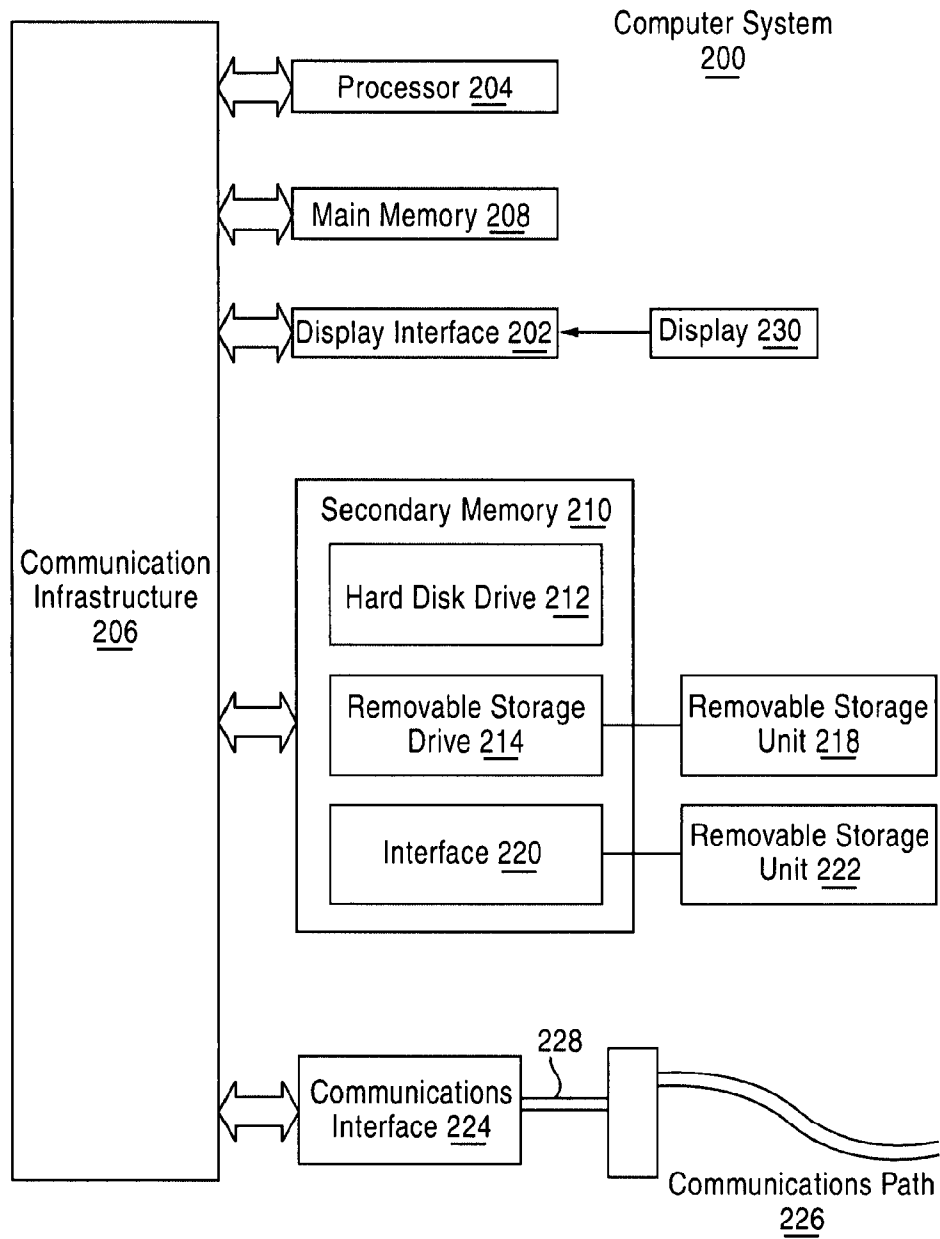 Computer System
200
Processor 204
Main Memory 208
Display Interface 202
Display 230
Communication
Infrastructure
206
Secondary Memory 210
Hard Disk Drive 212
Removable Storage
Drive 214
Removable Storage
Unit 218
Interface 220
Removable Storage
Unit 222
228
Communications
Interface 224
Communications Path
226